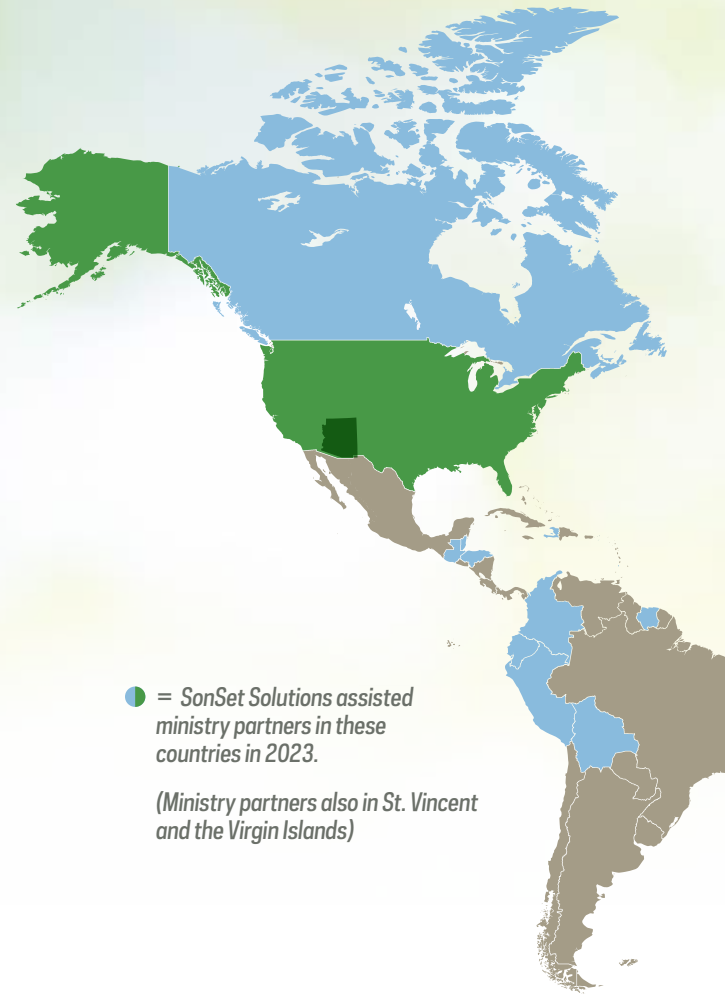 = SonSet Solutions assisted
ministry partners in these
countries in 2023.
(Ministry partners also in St. Vincent
and the Virgin Islands)